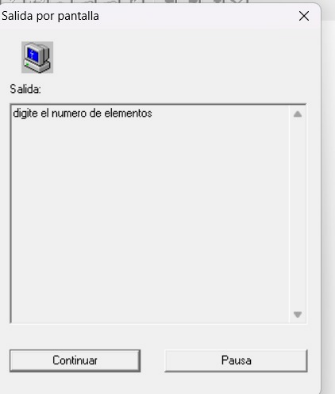 Salida por pantalla
Salida:
digite el numero de elementos
Continuar
Pausa